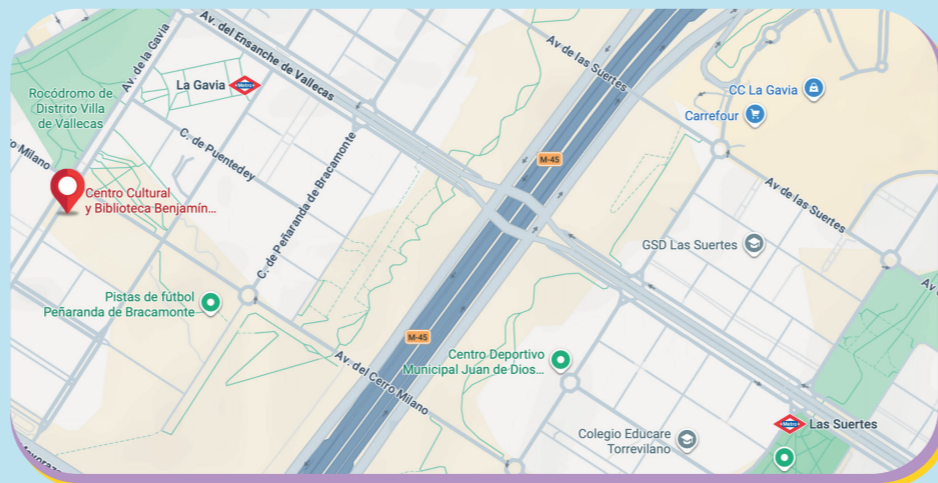 Av. de la Gavia
Av. del Ensanche de Vallecas
Av de las Suertes
La Gavia
Metro
CC La Gavia
Carrefour
Rocódromo de
Distrito Villa
de Vallecas
C. de Puentedey
C. de Peñaranda de Bracamonte
M-45
o Milano
Centro Cultural
y Biblioteca Benjamín...
Av de las Suertes
GSD Las Suertes
Av
Pistas de fútbol
Peñaranda de Bracamonte
M-45
Av. del Cerro Milano
Centro Deportivo
Municipal Juan de Dios...
Metro
Las Suertes
Colegio Educare
Torrevilano